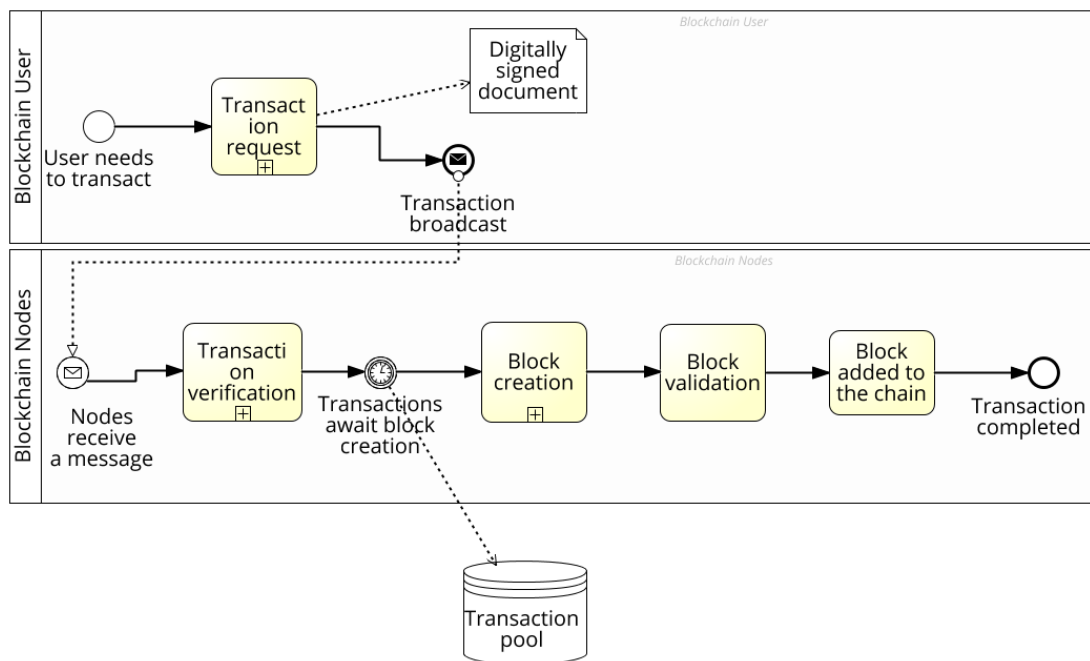 Blockchain User
Blockchain User
Digitally
signed
document
Transact
ion
request
User needs
to transact
Transaction
broadcast
Blockchain Nodes
Blockchain Nodes
Transacti
on
verification
Block
creation
Block
validation
Block
added to
the chain
Nodes
receive
a message
Transactions
await block
creation
Transaction
completed
Transaction
pool